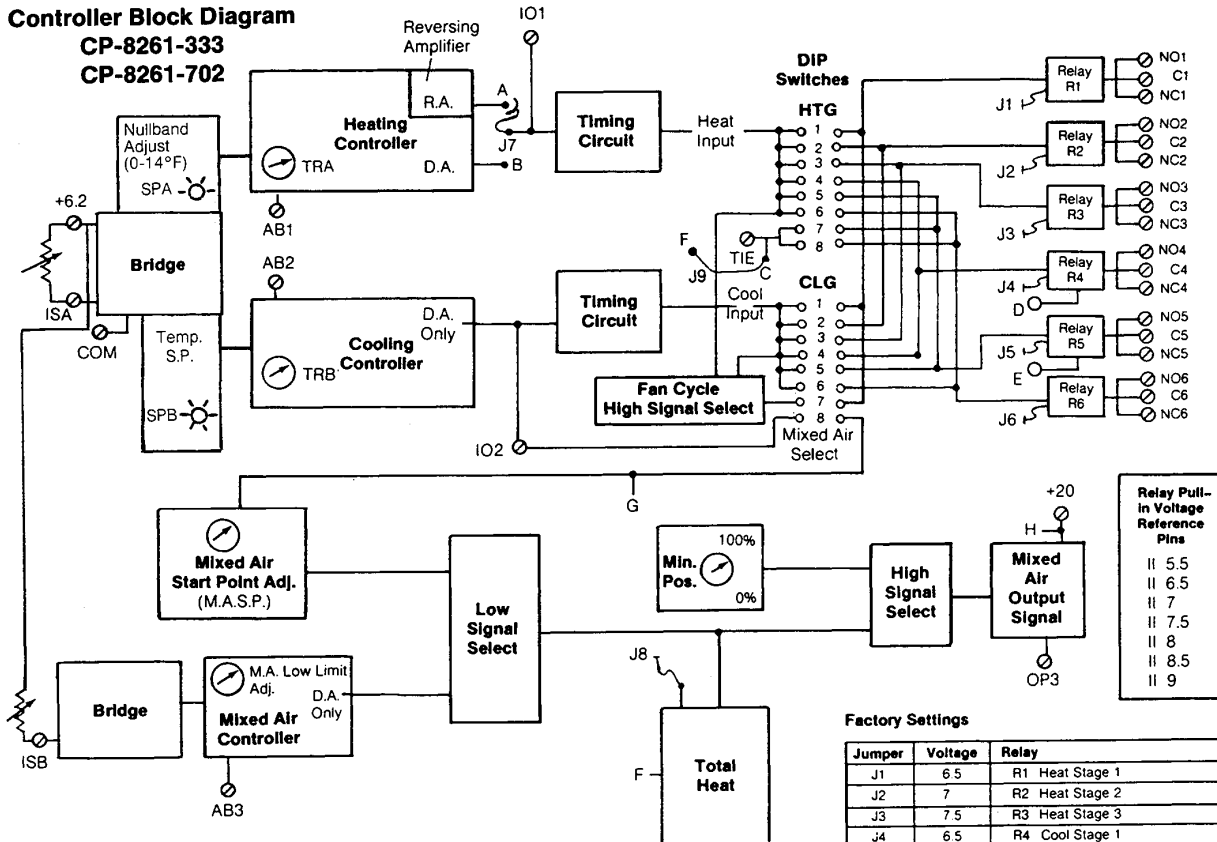 Controller Block Diagram
CP-8261-333
CP-8261-702
Reversing
Amplifier
IO1
R.A.
A
Heating
Controller
TRA
D.A.
J7
B
Timing
Circuit
Heat
Input
DIP
Switches
HTG
1
2
3
4
5
6
7
8
Nullband
Adjust
(0-14°F)
SPA
+6.2
AB1
Bridge
ISA
COM
AB2
Temp.
S.P.
SPB
D.A.
Only
Cooling
Controller
TRB
Timing
Circuit
Cool
Input
F
J9
TIE
C
CLG
1
2
3
4
5
6
7
8
Mixed Air
Select
Fan Cycle
High Signal Select
IO2
G
J1
Relay
R1
NO1
C1
NC1
J2
Relay
R2
NO2
C2
NC2
J3
Relay
R3
NO3
C3
NC3
J4
Relay
R4
D
NO4
C4
NC4
J5
Relay
R5
E
NO5
C5
NC5
J6
Relay
R6
NO6
C6
NC6
Mixed Air
Start Point Adj.
(M.A.S.P.)
Low
Signal
Select
100%
Min.
Pos.
0%
High
Signal
Select
+20
H
Mixed
Air
Output
Signal
OP3
Relay Pull-
in Voltage
Reference
Pins
II 5.5
II 6.5
II 7
II 7.5
II 8
II 8.5
II 9
ISB
Bridge
M.A. Low Limit
Adj.
D.A.
Only
Mixed Air
Controller
AB3
J8
F
Total
Heat
Factory Settings
Jumper Voltage Relay
J1 6.5 R1 Heat Stage 1
J2 7 R2 Heat Stage 2
J3 7.5 R3 Heat Stage 3
J4 6.5 R4 Cool Stage 1